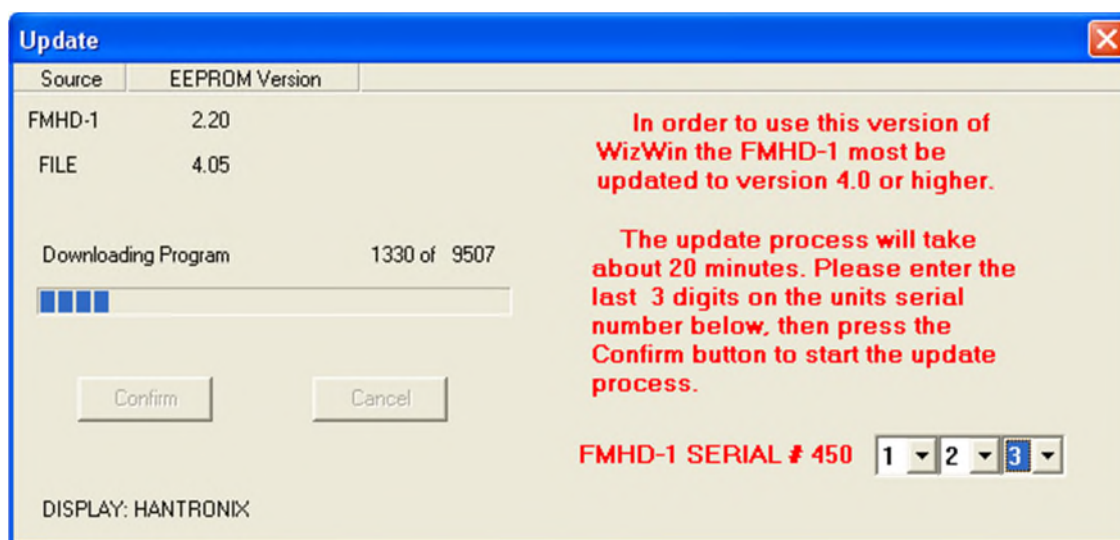 Update
Source EEPROM Version
FMHD-1 2.20
FILE 4.05
In order to use this version of
WizWin the FMHD-1 most be
updated to version 4.0 or higher.
The update process will take
about 20 minutes. Please enter the
last 3 digits on the units serial
number below, then press the
Confirm button to start the update
process.
Downloading Program 1330 of 9507
Confirm Cancel
FMHD-1 SERIAL # 450 1 2 3
DISPLAY: HANTRONIX